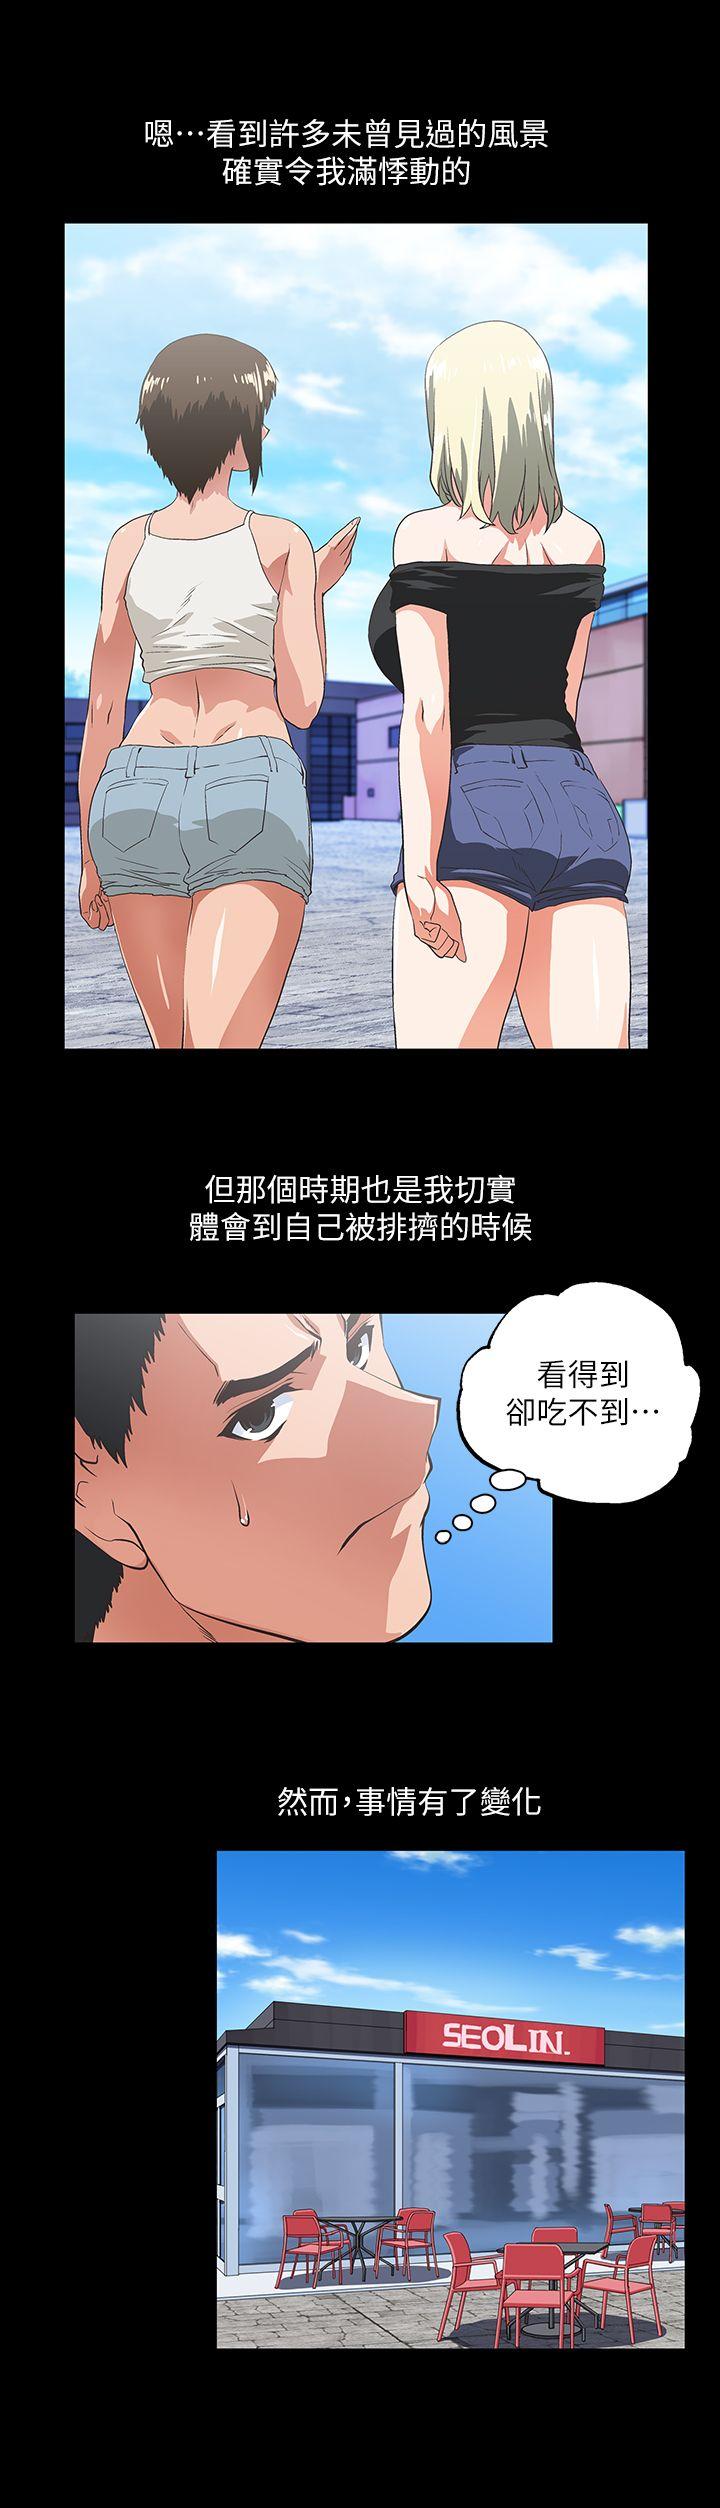 嗯…看到許多未曾見過的風景
確實令我滿悸動的
但那個時期也是我切實
體會到自己被排擠的時候
看得到
卻吃不到…
然而，事情有了變化
SEOLIN.